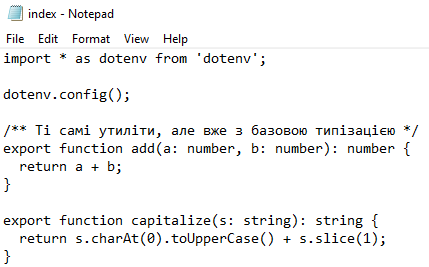 index - Notepad
File Edit Format View Help
import * as dotenv from 'dotenv';

dotenv.config();

/** Ті самі утиліти, але вже з базовою типізацією */
export function add(a: number, b: number): number {
  return a + b;
}

export function capitalize(s: string): string {
  return s.charAt(0).toUpperCase() + s.slice(1);
}